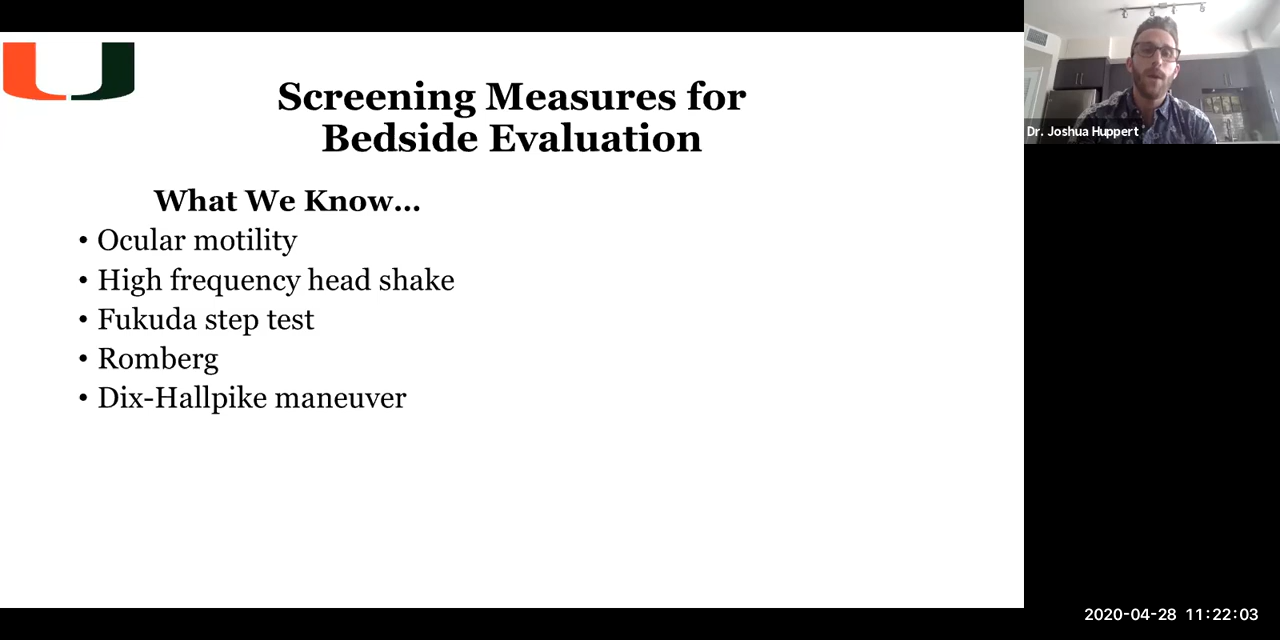 Screening Measures for
Bedside Evaluation
What We Know...
• Ocular motility
• High frequency head shake
• Fukuda step test
• Romberg
• Dix-Hallpike maneuver
Dr. Joshua Huppert
2020-04-28 11:22:03